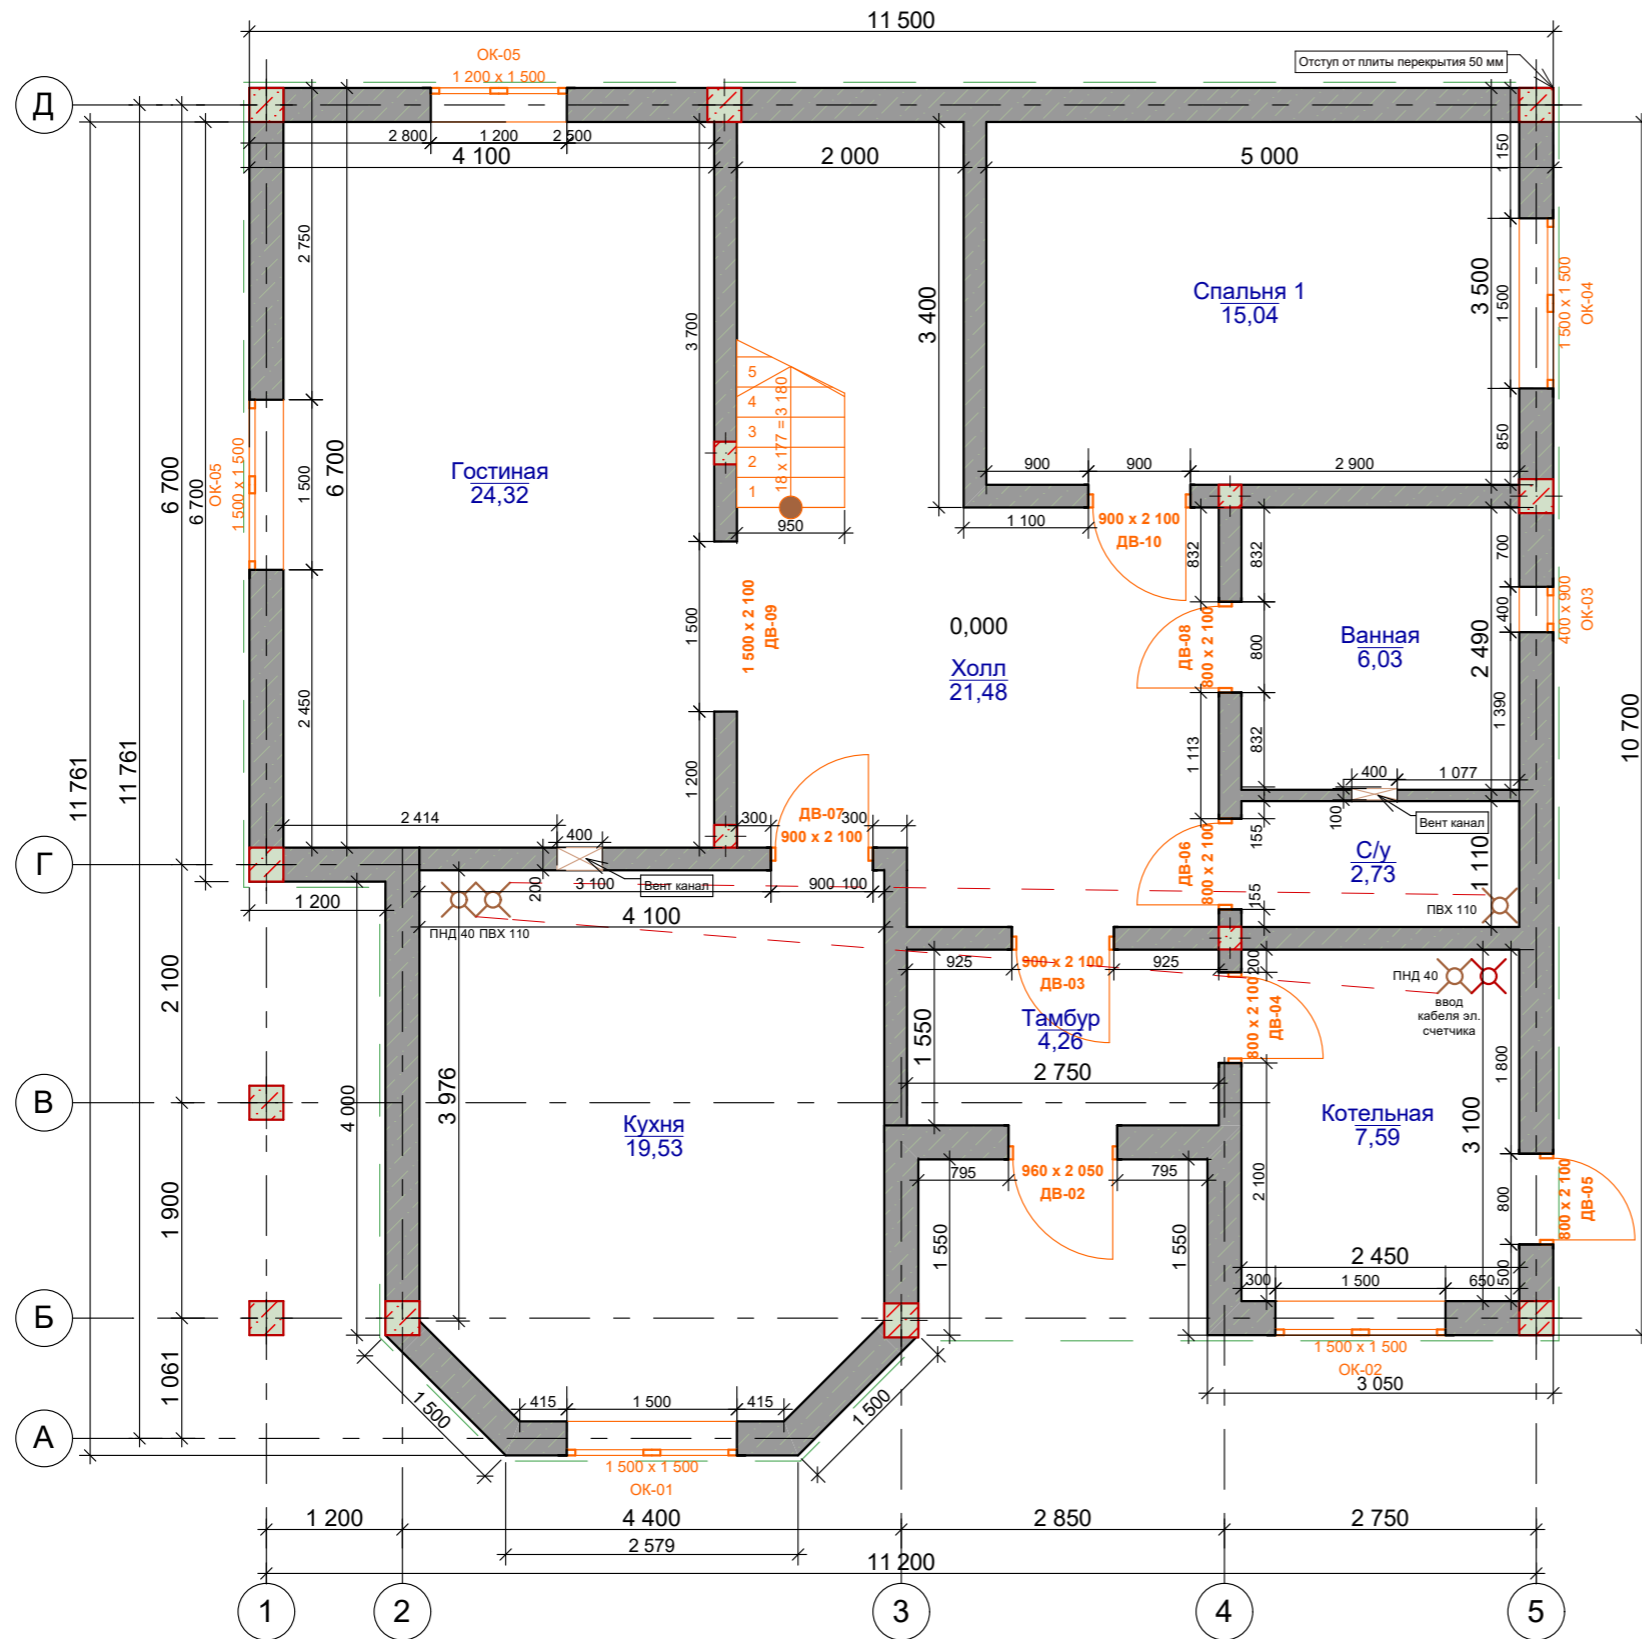 11 500
ОК-05
1 200 x 1 500
Отступ от плиты перекрытия 50 мм
Д
2 800
1 200
2 500
4 100
2 000
5 000
1 150
2 750
3 700
3 400
Спальня 1
15,04
3 500
1 500
1 500 x 1 500
ОК-04
5
4
3
2
1
18 x 177 = 3 180
950
Гостиная
24,32
6 700
6 700
ОК-05
1 500 x 1 500
1 500
6 700
900
900
2 900
850
1 100
900 x 2 100
ДВ-10
832
832
700
400
400 x 900
ОК-03
1 500
1 500 x 2 100
ДВ-09
0,000
Холл
21,48
ДВ-08
800 x 2 100
800
Ванная
6,03
2 490
1 390
10 700
2 450
1 200
1 113
832
11 761
11 761
2 414
400
300
ДВ-07
900 x 2 100
300
400
1 077
100
Вент канал
155
Г
200
3 100
Вент канал
900
100
ДВ-06
800 x 2 100
С/у
2,73
1 110
155
ПВХ 110
1 200
4 100
ПНД 40
ПВХ 110
925
900 x 2 100
ДВ-03
925
200
ПНД 40
ввод
кабеля эл.
счетчика
2 100
1 550
Тамбур
4,26
2 750
800 x 2 100
ДВ-04
1 800
В
4 000
3 976
Кухня
19,53
Котельная
7,59
3 100
795
960 x 2 050
ДВ-02
795
2 100
800
800 x 2 100
ДВ-05
1 900
1 550
1 550
2 450
300
1 500
650
500
Б
1 061
1 500
415
1 500
415
1 500
1 500 x 1 500
ОК-02
3 050
А
1 500 x 1 500
ОК-01
1 200
4 400
2 850
2 750
2 579
11 200
1
2
3
4
5